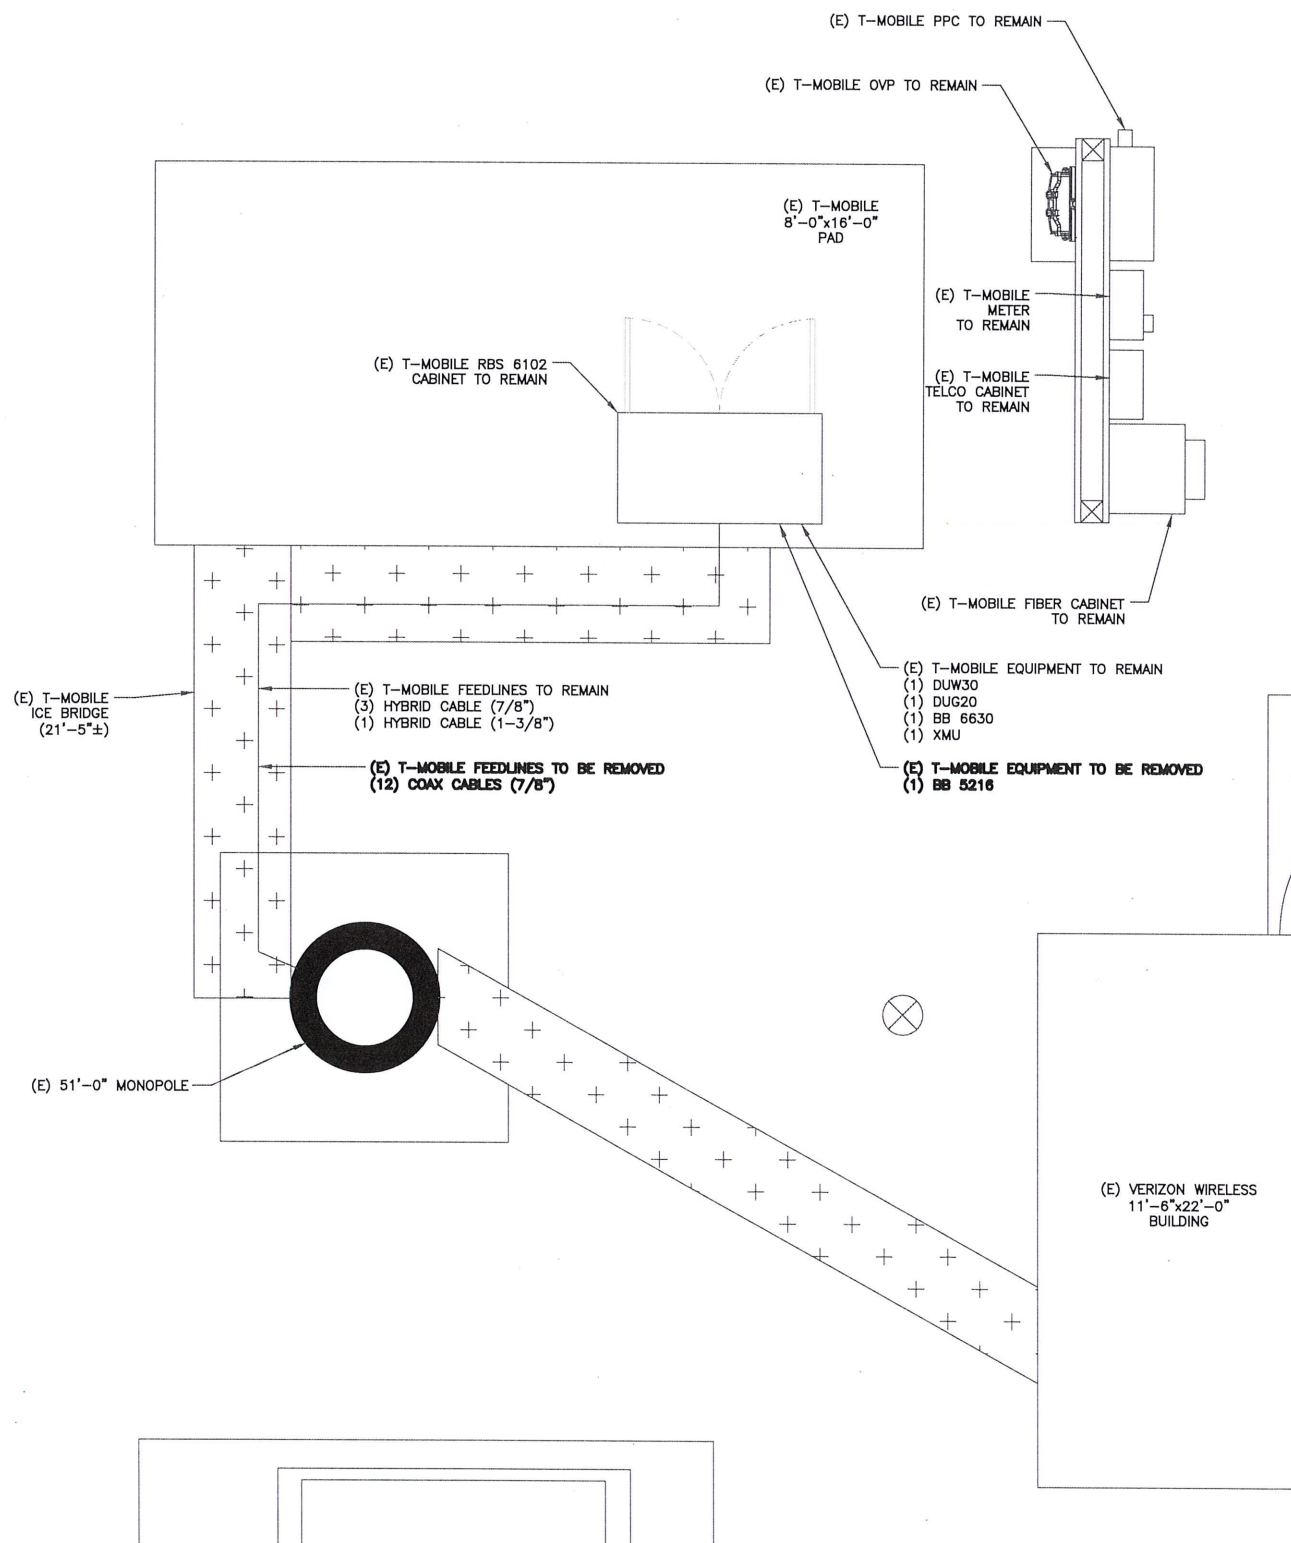 (E) T-MOBILE PPC TO REMAIN
(E) T-MOBILE OVP TO REMAIN
(E) T-MOBILE
8'-0"x16'-0"
PAD
(E) T-MOBILE
METER
TO REMAIN
(E) T-MOBILE RBS 6102
CABINET TO REMAIN
(E) T-MOBILE
TELCO CABINET
TO REMAIN
(E) T-MOBILE FIBER CABINET
TO REMAIN
(E) T-MOBILE
ICE BRIDGE
(21'-5"±)
(E) T-MOBILE FEEDLINES TO REMAIN
(3) HYBRID CABLE (7/8")
(1) HYBRID CABLE (1-3/8")
(E) T-MOBILE FEEDLINES TO BE REMOVED
(12) COAX CABLES (7/8")
(E) T-MOBILE EQUIPMENT TO REMAIN
(1) DUW30
(1) DUG20
(1) BB 6630
(1) XMU
(E) T-MOBILE EQUIPMENT TO BE REMOVED
(1) BB 5216
(E) 51'-0" MONOPOLE
(E) VERIZON WIRELESS
11'-6"x22'-0"
BUILDING